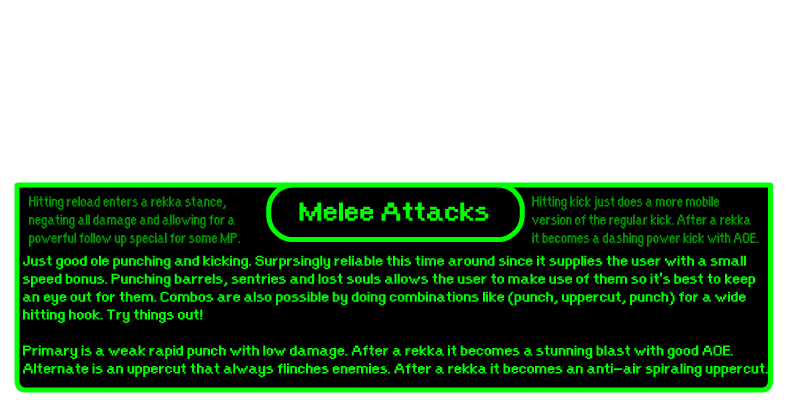 Hitting reload enters a rekka stance,
negating all damage and allowing for a
powerful follow up special for some MP.
Melee Attacks
Hitting kick just does a more mobile
version of the regular kick. After a rekka
it becomes a dashing power kick with AOE.
Just good ole punching and kicking. Surprsingly reliable this time around since it supplies the user with a small
speed bonus. Punching barrels, sentries and lost souls allows the user to make use of them so it's best to keep
an eye out for them. Combos are also possible by doing combinations like (punch, uppercut, punch) for a wide
hitting hook. Try things out!
Primary is a weak rapid punch with low damage. After a rekka it becomes a stunning blast with good AOE.
Alternate is an uppercut that always flinches enemies. After a rekka it becomes an anti-air spiraling uppercut.